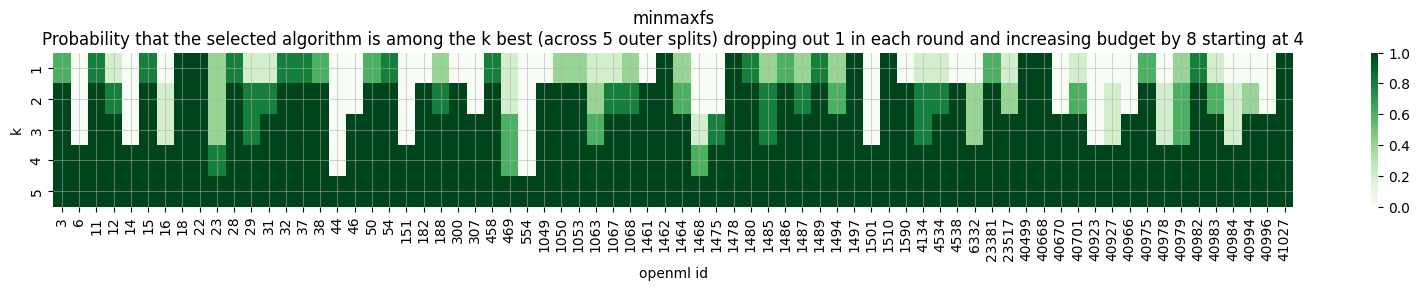 minmaxfs
Probability that the selected algorithm is among the k best (across 5 outer splits) dropping out 1 in each round and increasing budget by 8 starting at 4
k
1
2
3
4
5
1.0
0.8
0.6
0.4
0.2
0.0
3 6 11 12 14 15 16 18 22 23 28 29 31 32 37 38 44 46 50 54 151 182 188 300 307 458 469 554 1049 1050 1053 1063 1067 1068 1461 1462 1464 1468 1475 1478 1480 1485 1486 1487 1489 1494 1497 1501 1510 1590 4134 4534 4538 6332 23381 23517 40499 40668 40670 40701 40923 40927 40966 40975 40978 40979 40982 40983 40984 40994 40996 41027
openml id